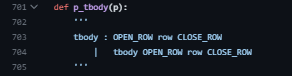 701 def p_tbody(p):
702 '''
703 tbody : OPEN_ROW row CLOSE_ROW
704 | tbody OPEN_ROW row CLOSE_ROW
705 '''